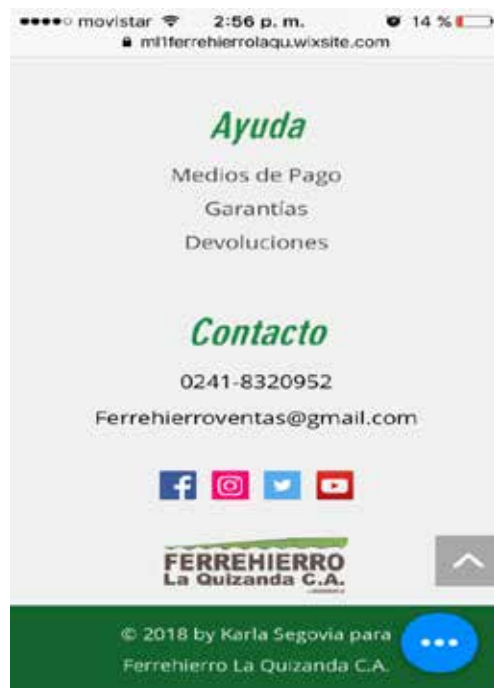 movistar 2:56 p. m. 14 %
ml1ferrehierrolaqu.wixsite.com
Ayuda
Medios de Pago
Garantías
Devoluciones
Contacto
0241-8320952
Ferrehierroventas@gmail.com
FERREHIERRO
La Quizanda C.A.
© 2018 by Karla Segovia para
Ferrehierro La Quizanda C.A.